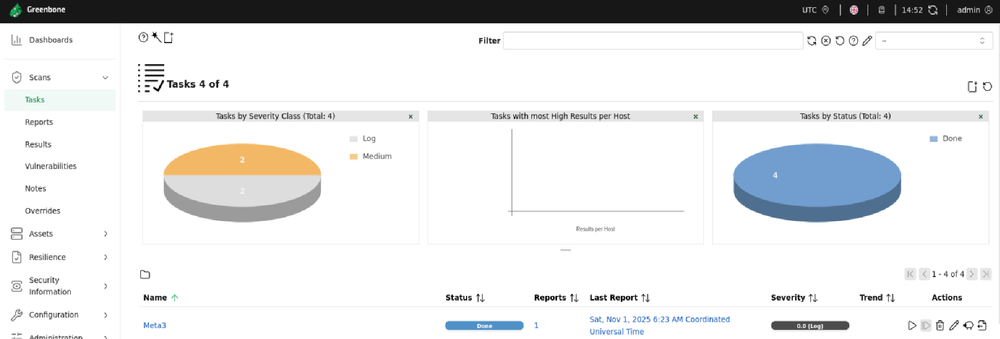 Greenbone
UTC
14:52
admin
Dashboards
Scans
Tasks
Reports
Results
Vulnerabilities
Notes
Overrides
Assets
Resilience
Security
Information
Configuration
Administration
Filter
--
Tasks 4 of 4
Tasks by Severity Class (Total: 4)
x
2
2
Log
Medium
Tasks with most High Results per Host
x
Results per Host
Tasks by Status (Total: 4)
x
4
Done
1 - 4 of 4
Name Status Reports Last Report Severity Trend Actions
Meta3 Done 1 Sat, Nov 1, 2025 6:23 AM Coordinated 0.0 (Log)
Universal Time